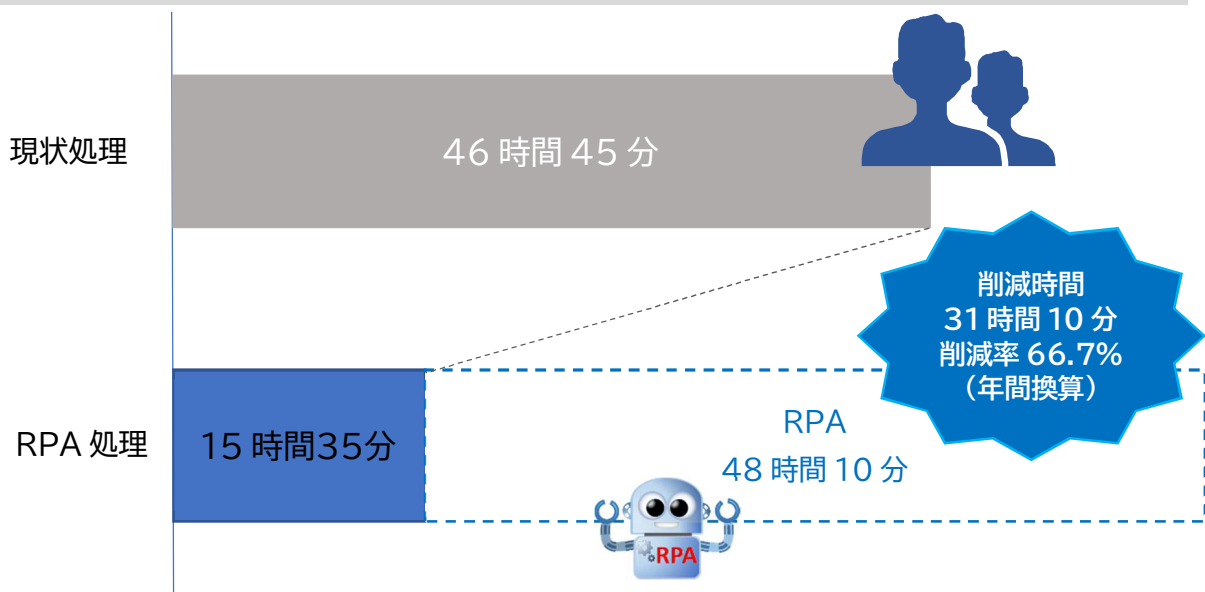 現状処理
46 時間 45 分
削減時間
31 時間 10 分
削減率 66.7%
（年間換算）
RPA 処理
15 時間35分
RPA
48 時間 10 分
RPA